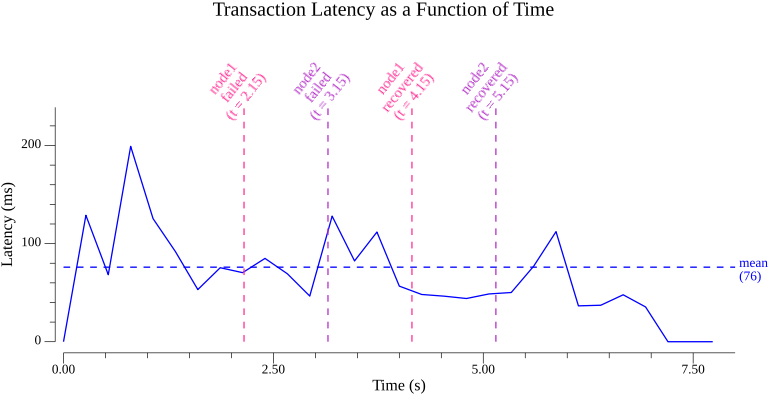 Transaction Latency as a Function of Time
node1
failed
(t = 2.15)
node2
failed
(t = 3.15)
node1
recovered
(t = 4.15)
node2
recovered
(t = 5.15)
Latency (ms)
200
100
0
mean
(76)
0.00
2.50
5.00
7.50
Time (s)